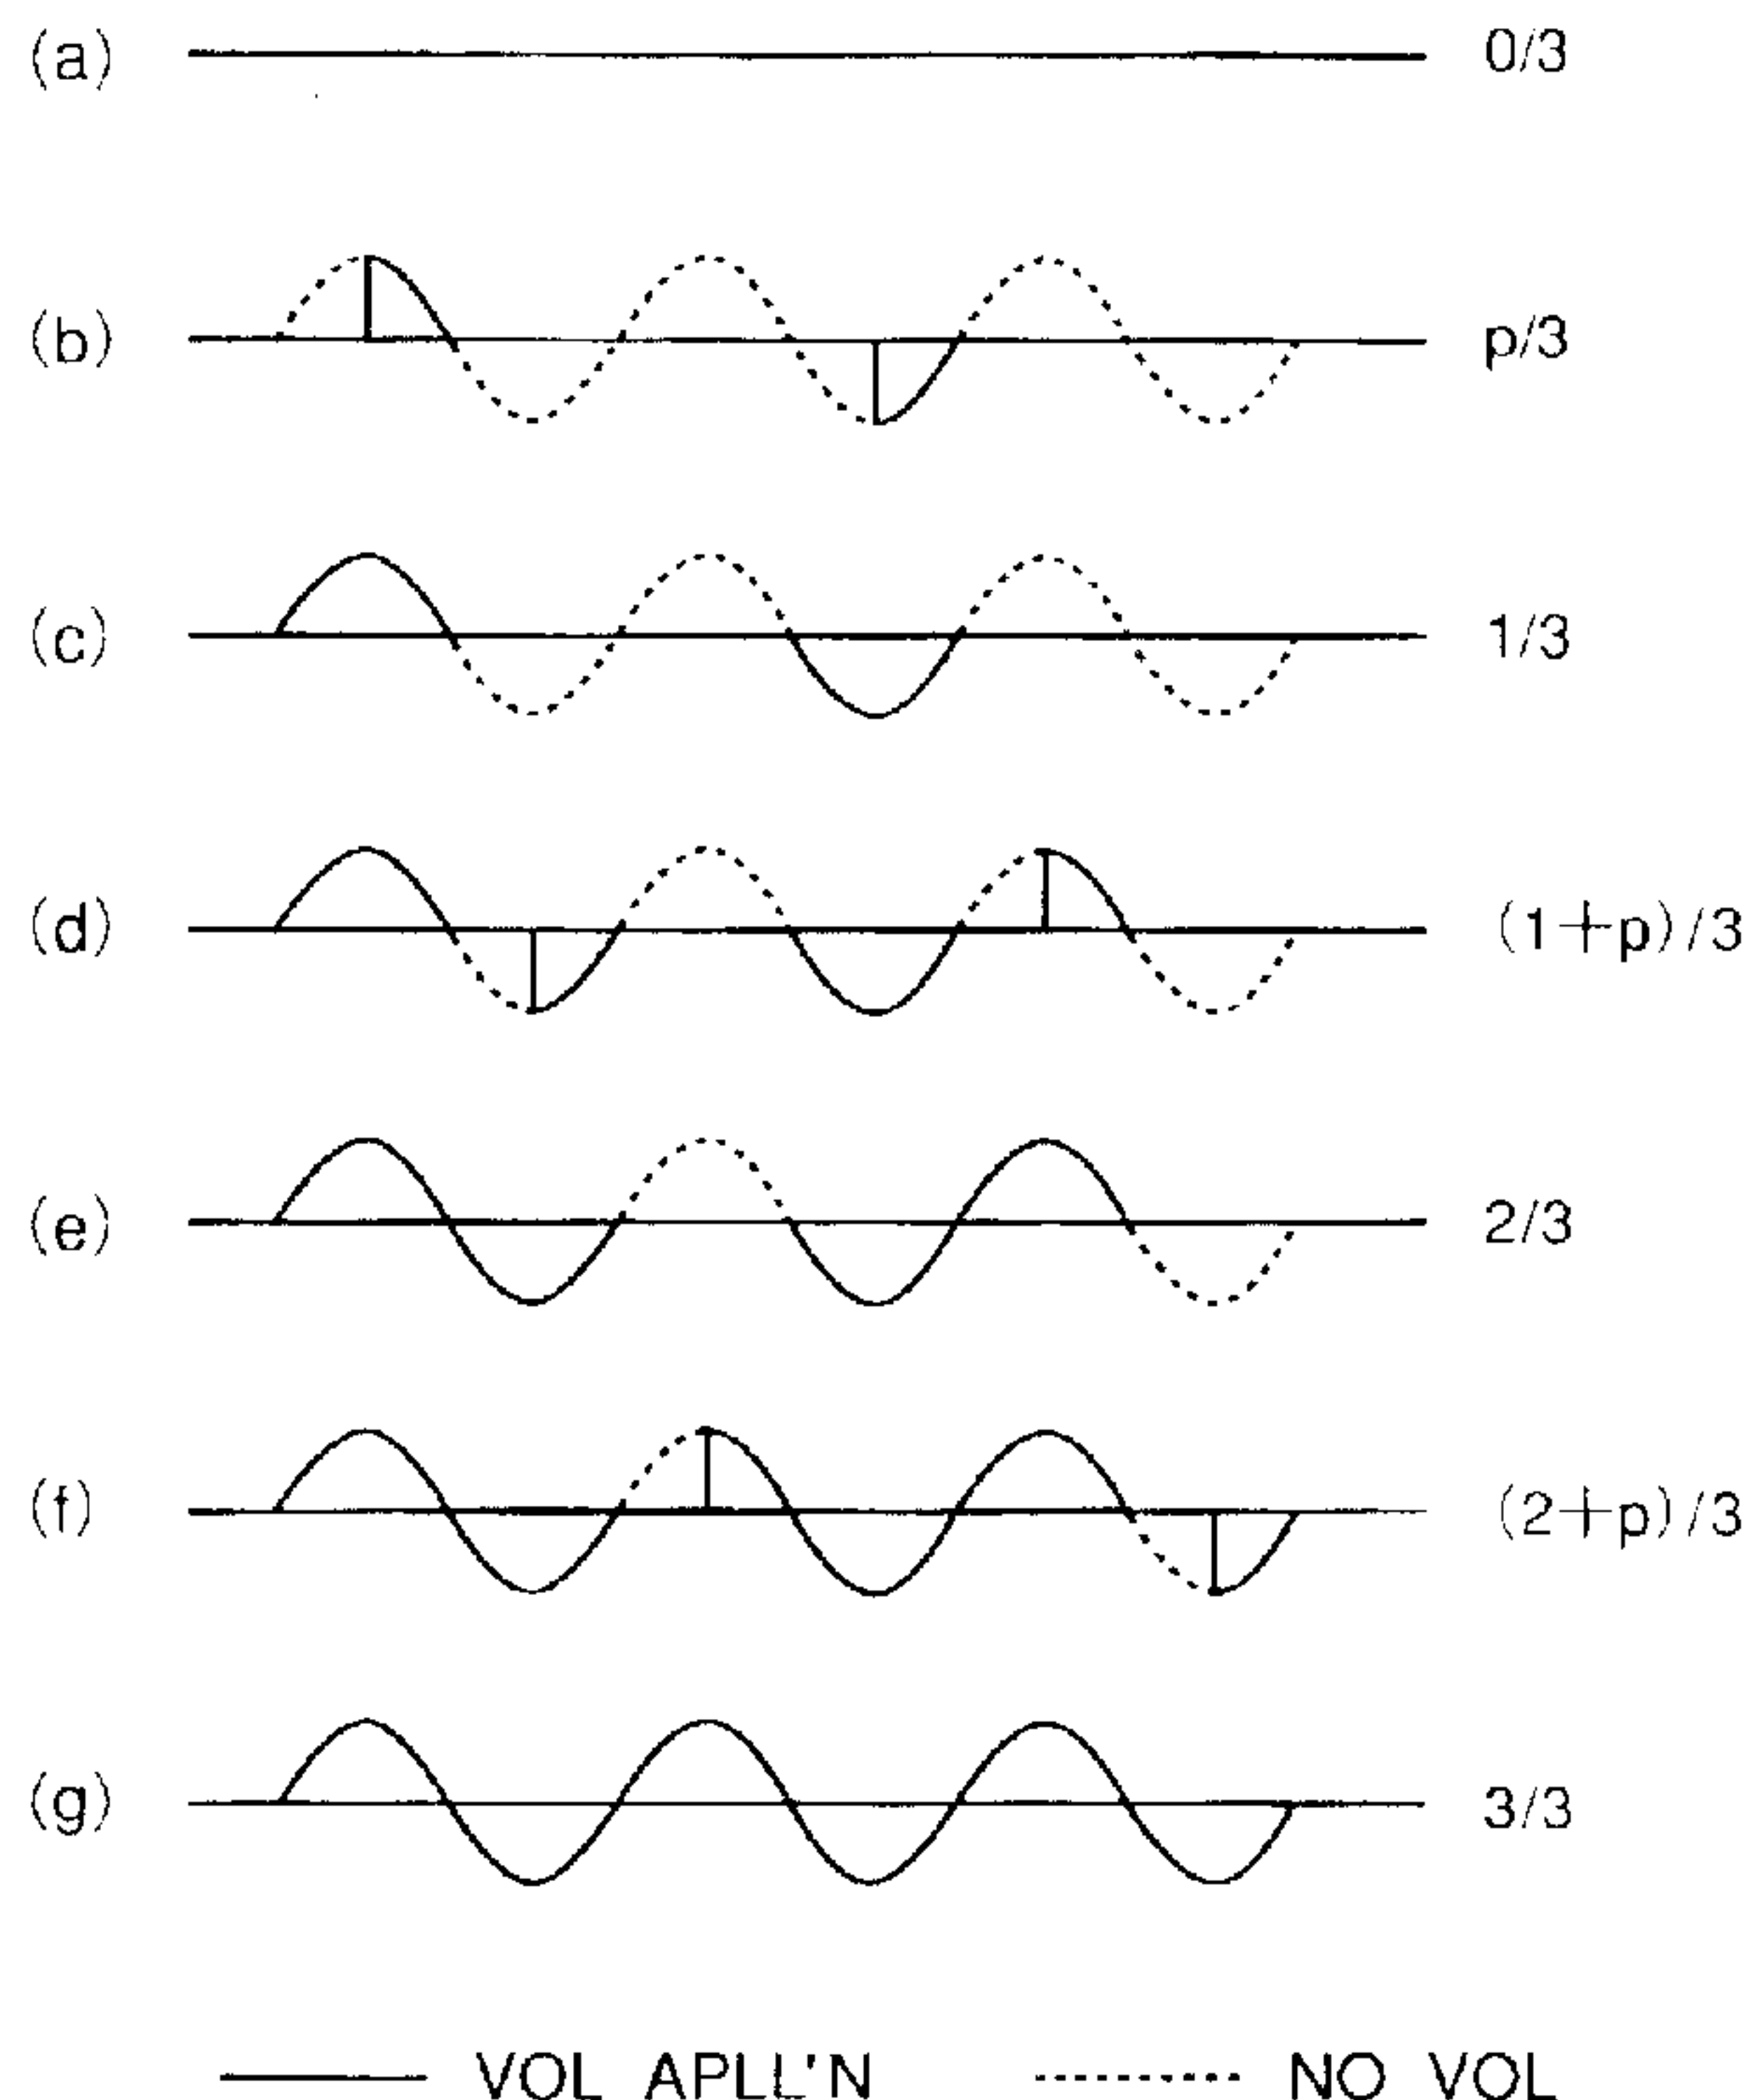 (a) 0/3
(b) p/3
(c) 1/3
(d) (1+p)/3
(e) 2/3
(f) (2+p)/3
(g) 3/3
VOL APLL'N NO VOL